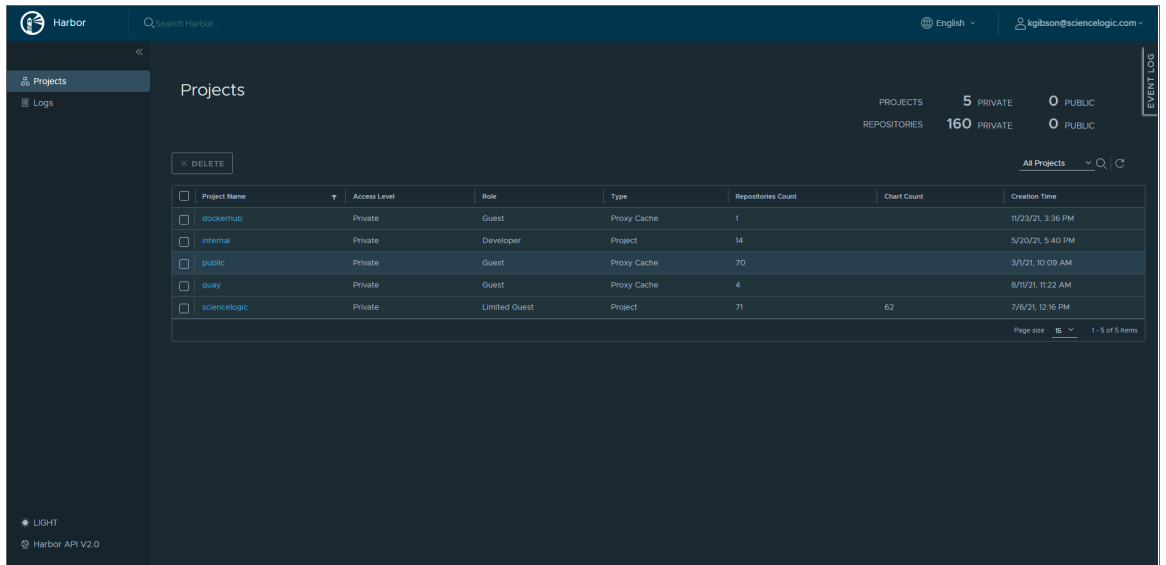 Harbor
Search Harbor...
English
kgibson@sciencelogic.com
Projects
Logs
EVENT LOG
Projects
PROJECTS 5 PRIVATE 0 PUBLIC
REPOSITORIES 160 PRIVATE 0 PUBLIC
DELETE
All Projects
Project Name Access Level Role Type Repositories Count Chart Count Creation Time
dockerhub Private Guest Proxy Cache 1 11/23/21, 3:36 PM
internal Private Developer Project 14 5/20/21, 5:40 PM
public Private Guest Proxy Cache 70 3/1/21, 10:09 AM
quay Private Guest Proxy Cache 4 8/11/21, 11:22 AM
sciencelogic Private Limited Guest Project 71 62 7/6/21, 12:16 PM
Page size 15 1 - 5 of 5 items
LIGHT
Harbor API V2.0